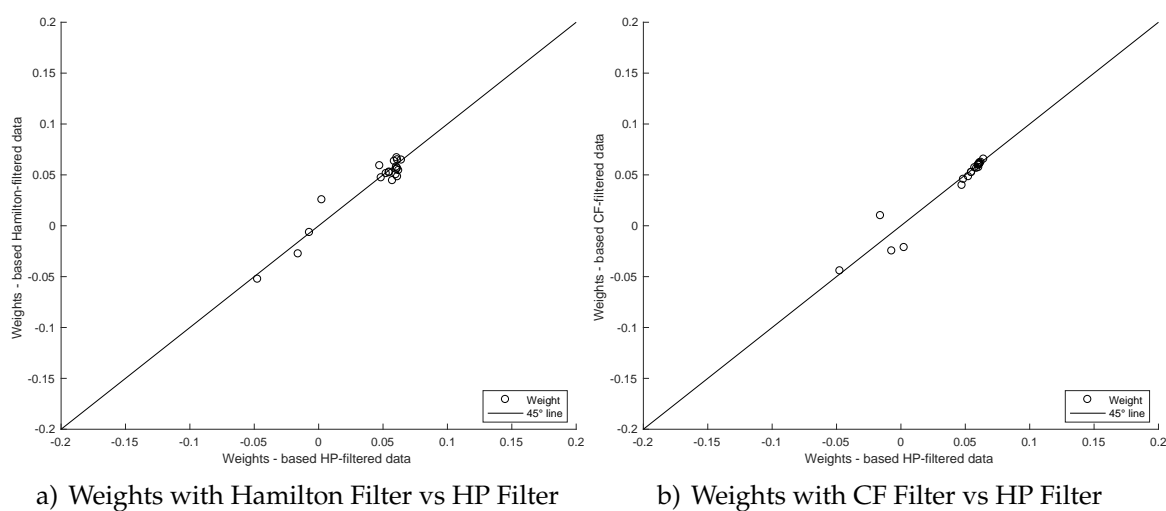 0.2
0.15
0.1
0.05
0
-0.05
-0.1
-0.15
-0.2
Weights - based Hamilton-filtered data
-0.2 -0.15 -0.1 -0.05 0 0.05 0.1 0.15 0.2
Weights - based HP-filtered data
Weight
45° line
a) Weights with Hamilton Filter vs HP Filter
0.2
0.15
0.1
0.05
0
-0.05
-0.1
-0.15
-0.2
Weights - based CF-filtered data
-0.2 -0.15 -0.1 -0.05 0 0.05 0.1 0.15 0.2
Weights - based HP-filtered data
Weight
45° line
b) Weights with CF Filter vs HP Filter